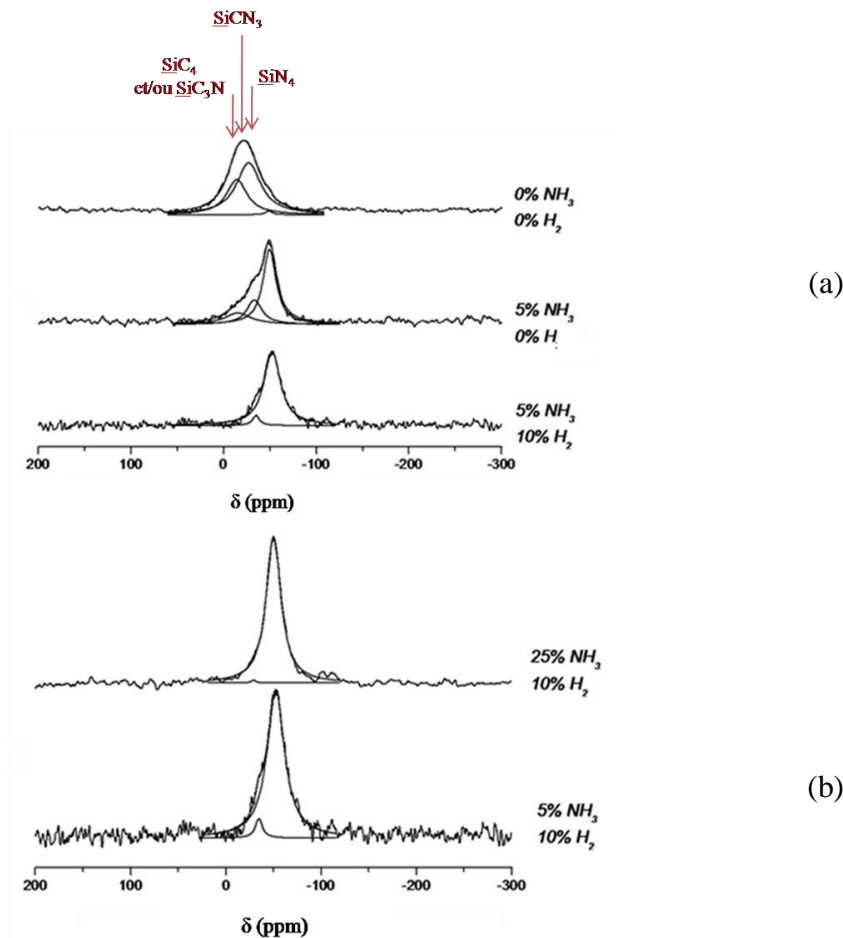 SiCN₃
SiC₄
et/ou SiC₃N
SiN₄
0% NH₃
0% H₂
5% NH₃
0% H
5% NH₃
10% H₂
200 100 0 -100 -200 -300
δ (ppm)
(a)
25% NH₃
10% H₂
5% NH₃
10% H₂
200 100 0 -100 -200 -300
δ (ppm)
(b)